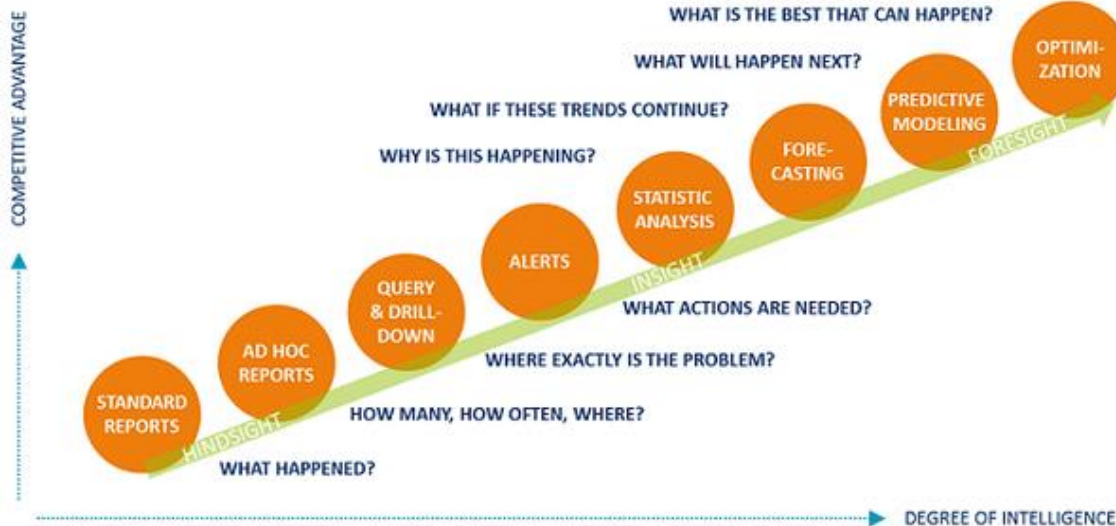 WHAT IS THE BEST THAT CAN HAPPEN?
OPTIMI-
ZATION
WHAT WILL HAPPEN NEXT?
PREDICTIVE
MODELING
WHAT IF THESE TRENDS CONTINUE?
FORE-
CASTING
FORESIGHT
WHY IS THIS HAPPENING?
STATISTIC
ANALYSIS
ALERTS
INSIGHT
WHAT ACTIONS ARE NEEDED?
QUERY
& DRILL-
DOWN
WHERE EXACTLY IS THE PROBLEM?
AD HOC
REPORTS
HOW MANY, HOW OFTEN, WHERE?
STANDARD
REPORTS
HINDSIGHT
WHAT HAPPENED?
COMPETITIVE ADVANTAGE
DEGREE OF INTELLIGENCE